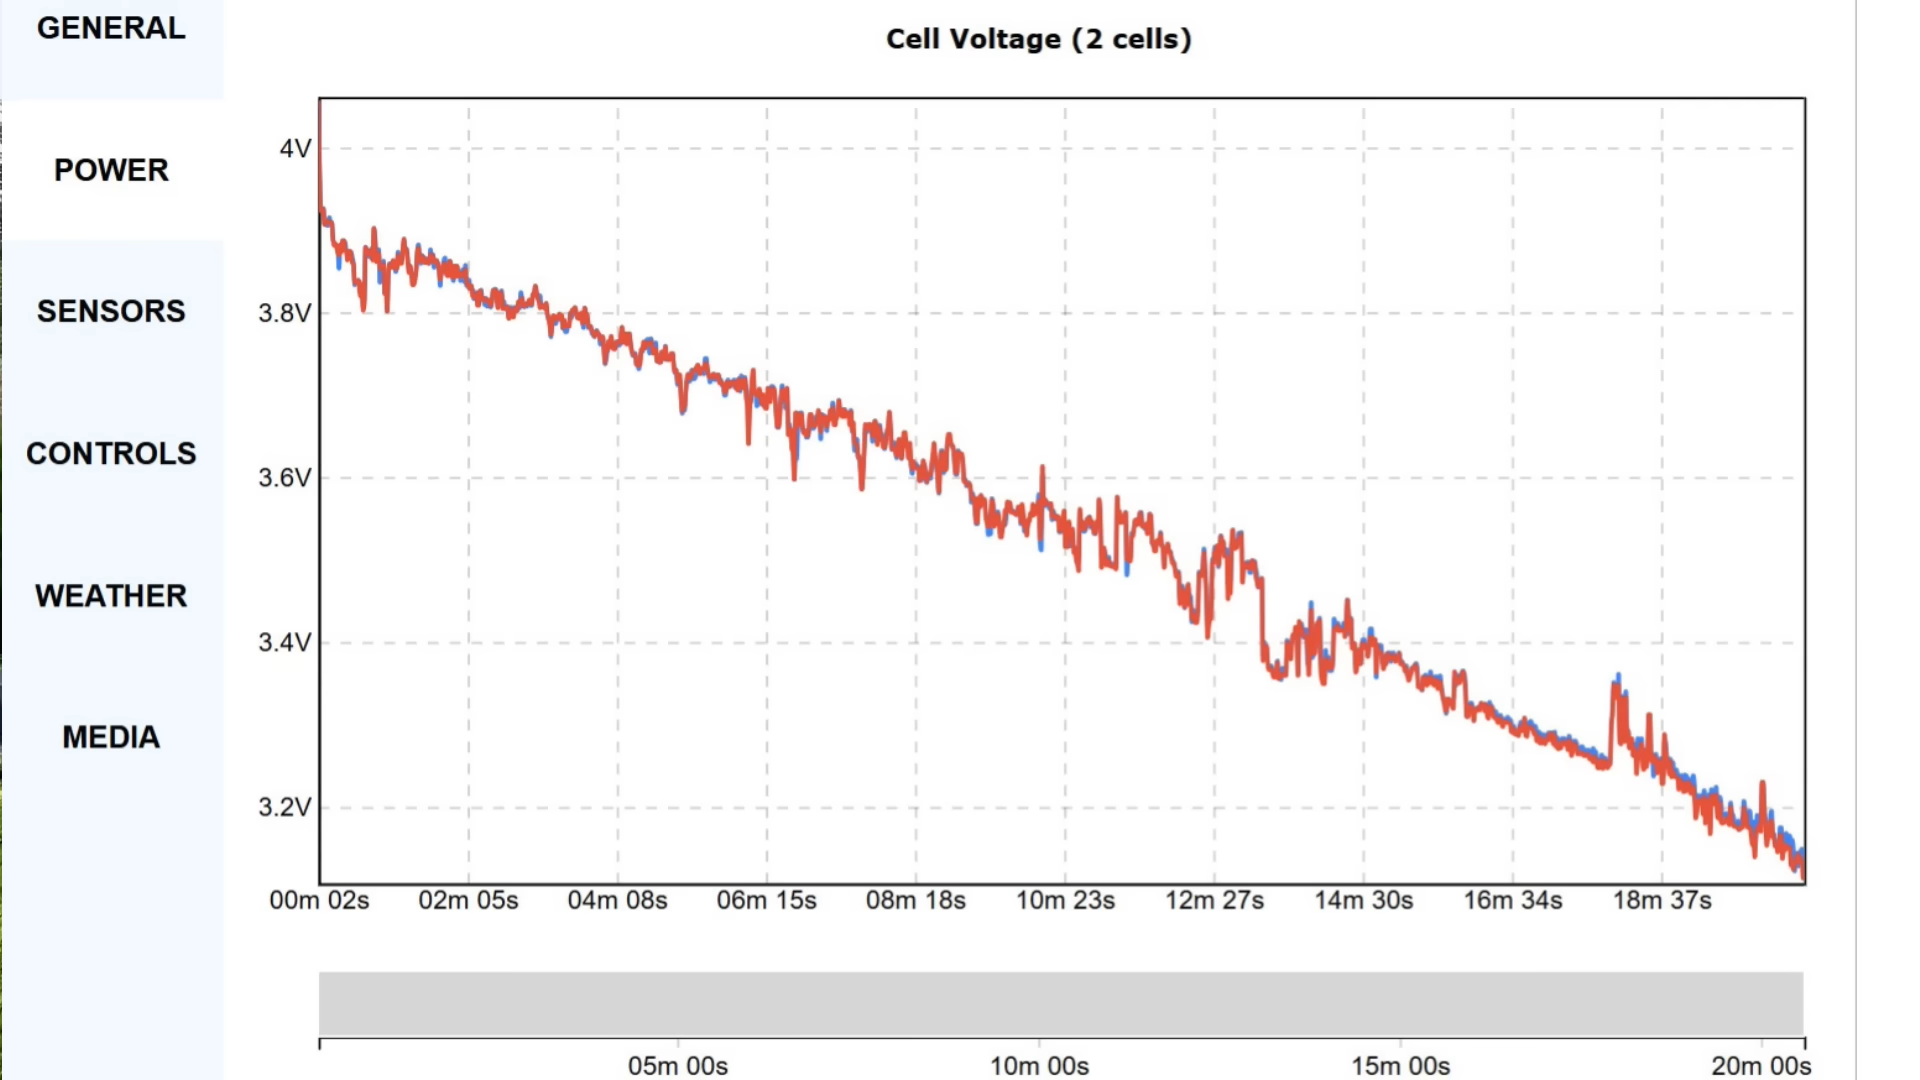 GENERAL
POWER
SENSORS
CONTROLS
WEATHER
MEDIA
Cell Voltage (2 cells)
4V
3.8V
3.6V
3.4V
3.2V
00m 02s 02m 05s 04m 08s 06m 15s 08m 18s 10m 23s 12m 27s 14m 30s 16m 34s 18m 37s
05m 00s 10m 00s 15m 00s 20m 00s